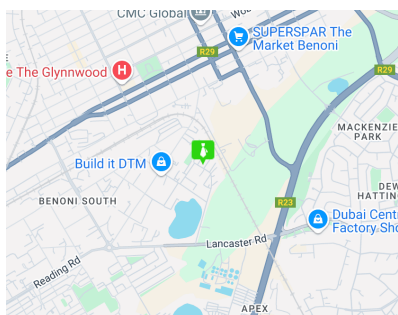 CMC Global
Wo
SUPERSPAR The
Market Benoni
R29
R29
e The Glynnwood
H
MACKENZIE
PARK
Build it DTM
BENONI SOUTH
DEW
HATTING
R23
Dubai Cent
Factory Sho
Lancaster Rd
Reading Rd
APEX